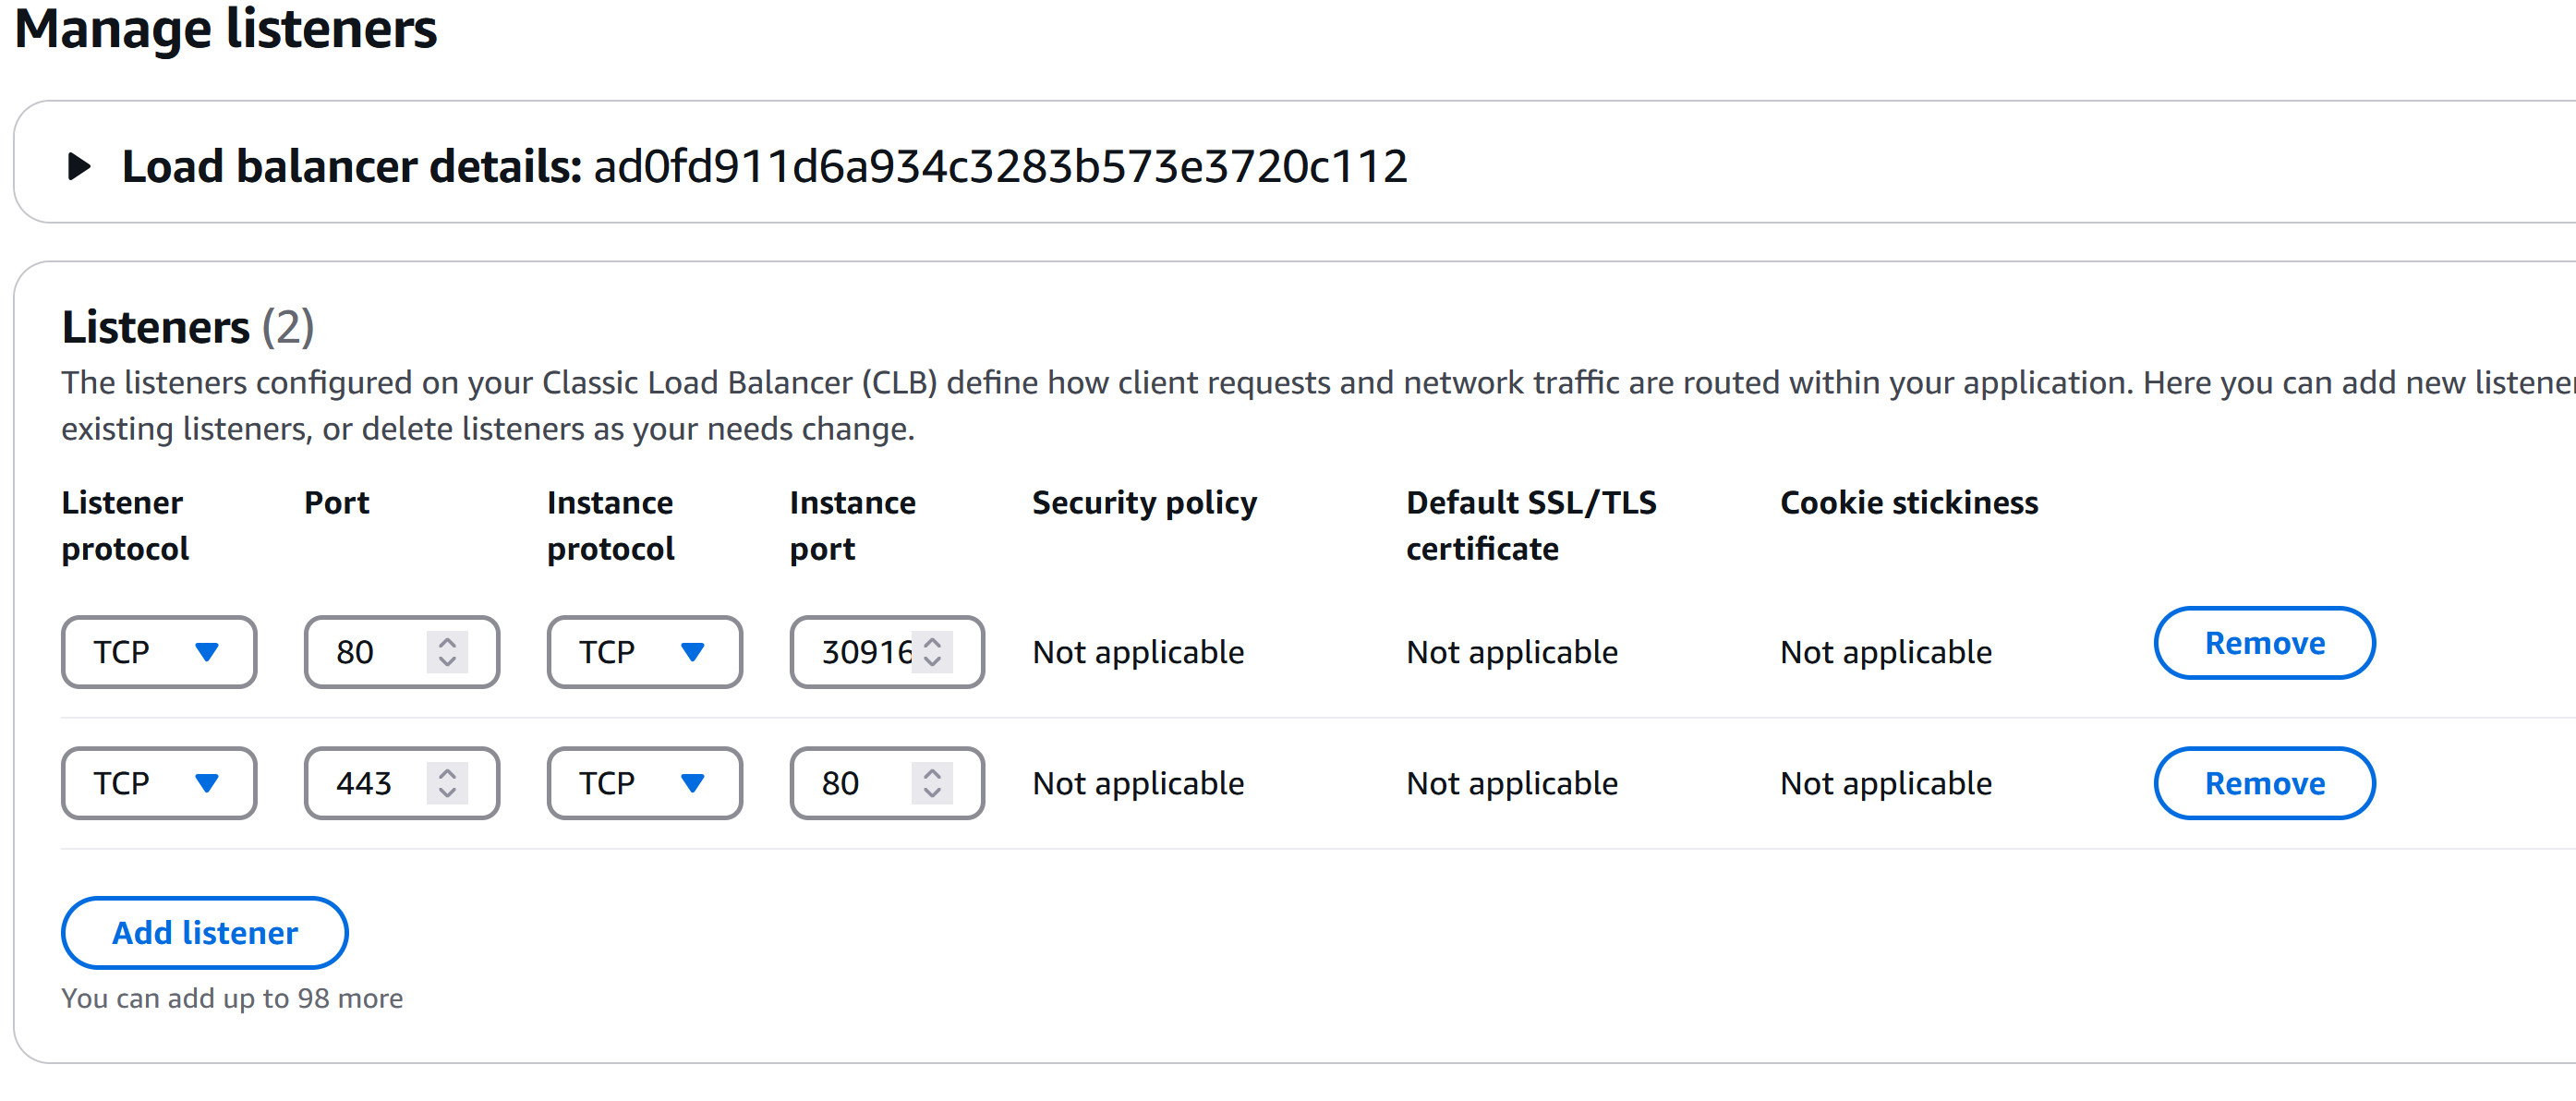 Manage listeners
Load balancer details: ad0fd911d6a934c3283b573e3720c112
Listeners (2)
The listeners configured on your Classic Load Balancer (CLB) define how client requests and network traffic are routed within your application. Here you can add new listener
existing listeners, or delete listeners as your needs change.
Listener protocol Port Instance protocol Instance port Security policy Default SSL/TLS certificate Cookie stickiness
TCP 80 TCP 30916 Not applicable Not applicable Not applicable Remove
TCP 443 TCP 80 Not applicable Not applicable Not applicable Remove
Add listener
You can add up to 98 more